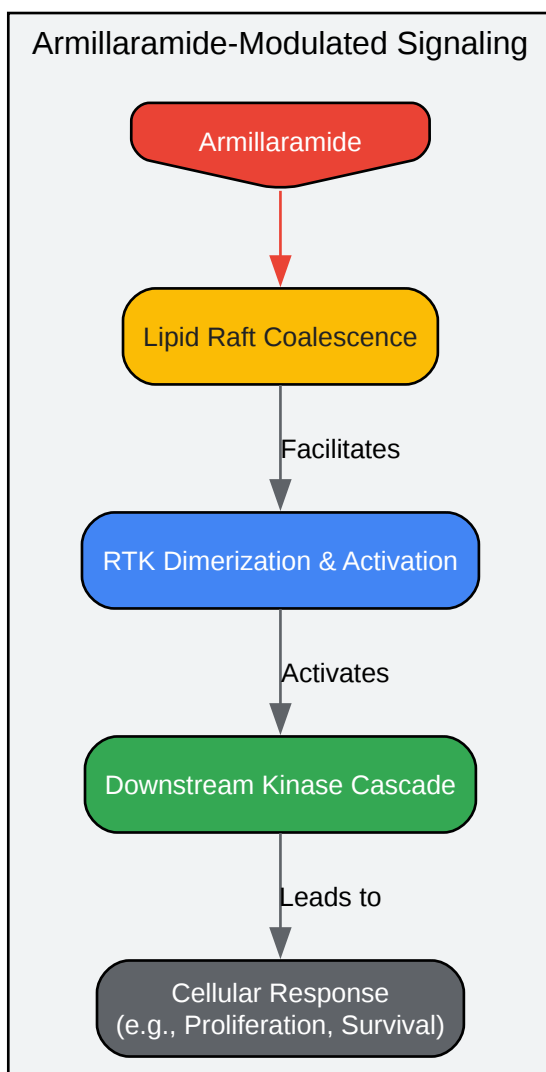 Armillaramide-Modulated Signaling
Armillaramide
Lipid Raft Coalescence
Facilitates
RTK Dimerization & Activation
Activates
Downstream Kinase Cascade
Leads to
Cellular Response
(e.g., Proliferation, Survival)